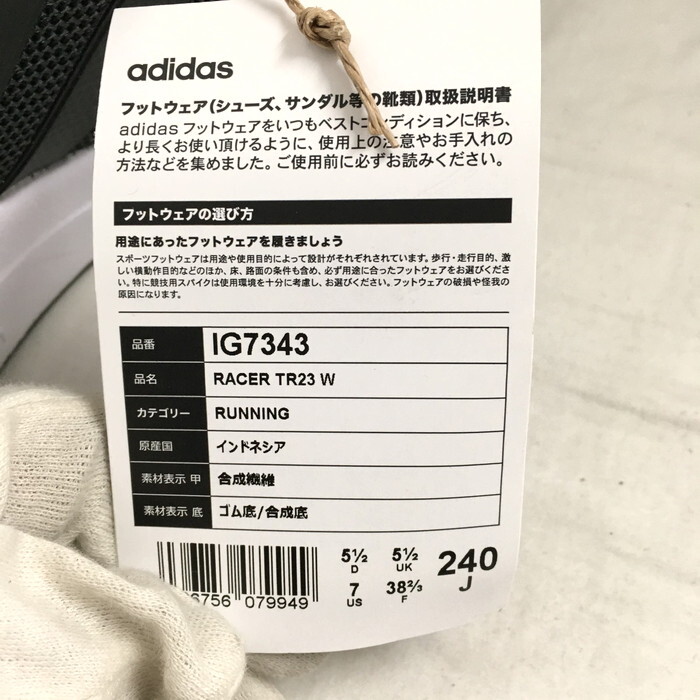 adidas
フットウェア(シューズ、サンダル等の靴類)取扱説明書
adidas フットウェアをいつもベストコンディションに保ち、
より長くお使い頂けるように、使用上の注意やお手入れの
方法などを集めました。ご使用前に必ずお読みください。
フットウェアの選び方
用途にあったフットウェアを履きましょう
スポーツフットウェアは用途や使用目的によって設計がそれぞれされています。歩行・走行目的、激
しい横動作目的などのほか、床、路面の条件も含め、必ず用途に合ったフットウェアをお選びくださ
い。特に競技用スパイクは使用環境を十分に考慮し、お選びください。フットウェアの破損や怪我の
原因になります。
品番 IG7343
品名 RACER TR23 W
カテゴリー RUNNING
原産国 インドネシア
素材表示 甲 合成繊維
素材表示 底 ゴム底/合成底
5½ 5½ 240
D UK J
7 38⅔
US F
6756 079949